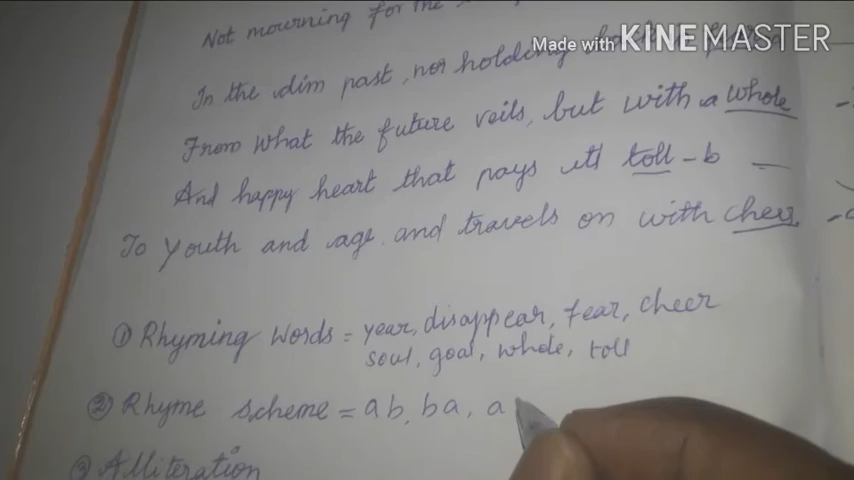 Not mourning for the
Made with KINEMASTER
In the dim past, nor holding
From what the future veils, but with a whole
And happy heart that pays its toll - b
To youth and age, and travels on with cheer
① Rhyming words = year, disappear, fear, cheer
soul, goal, whole, toll
② Rhyme scheme = ab, ba, a
③ Alliteration